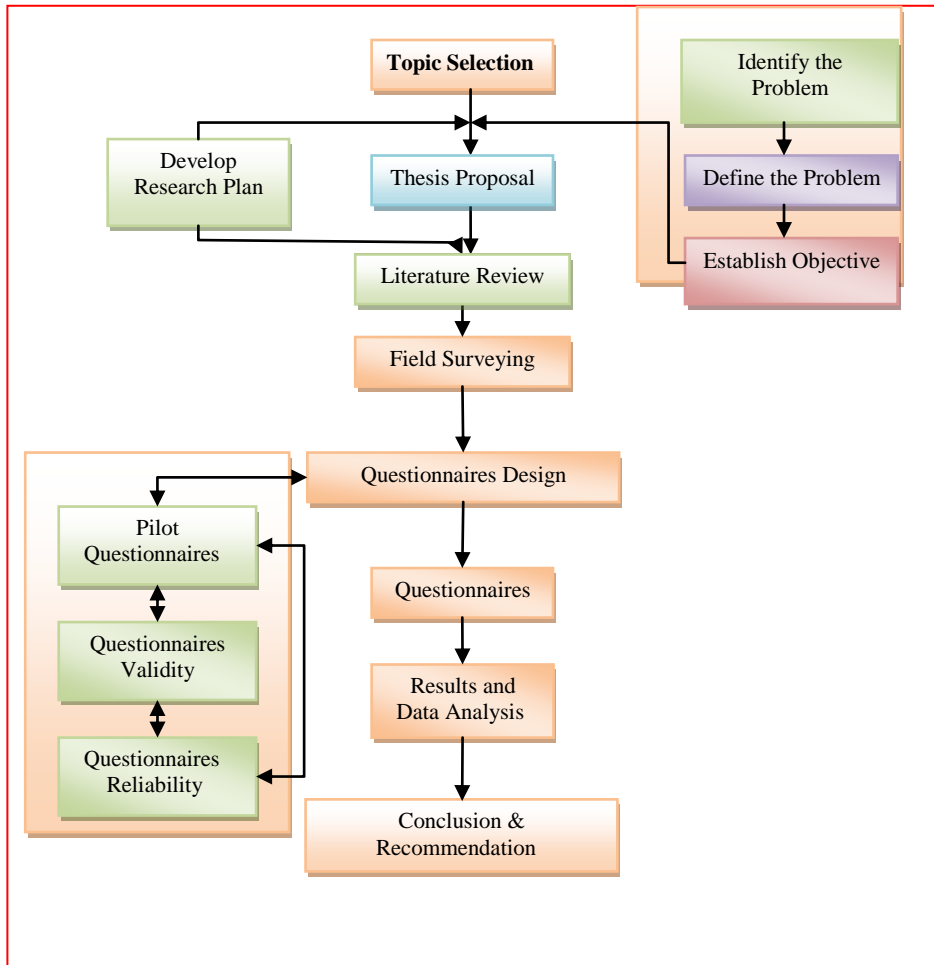 Topic Selection
Identify the
Problem
Develop
Research Plan
Thesis Proposal
Define the Problem
Literature Review
Establish Objective
Field Surveying
Questionnaires Design
Pilot
Questionnaires
Questionnaires
Validity
Questionnaires
Reliability
Questionnaires
Results and
Data Analysis
Conclusion &
Recommendation